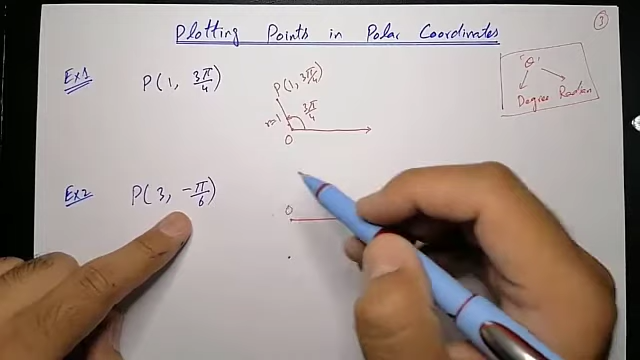 Plotting Points in Polar Coordinates
3
Ex1
P(1, 3π/4)
P(1, 3π/4)
r=1
3π/4
O
'θ'
Degree Radian
Ex2
P(3, -π/6)
O